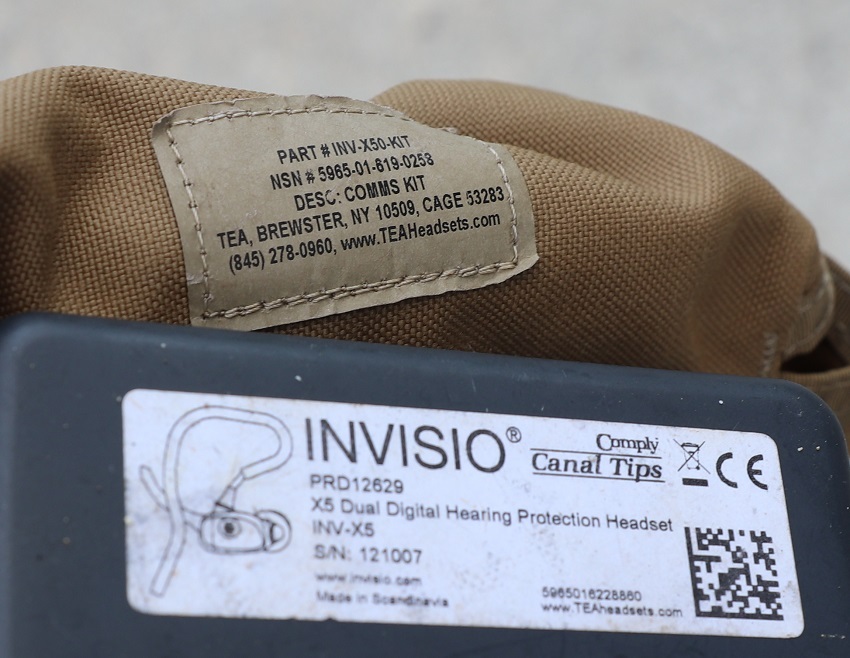 PART # INV-X50-KIT
NSN # 5965-01-619-0258
DESC: COMMS KIT
TEA, BREWSTER, NY 10509, CAGE 53283
(845) 278-0960, www.TEAHeadsets.com
INVISIO®
Comply
Canal Tips
CE
PRD12629
X5 Dual Digital Hearing Protection Headset
INV-X5
S/N: 121007
www.invisio.com
Made in Scandinavia
5965016228860
www.TEAheadsets.com